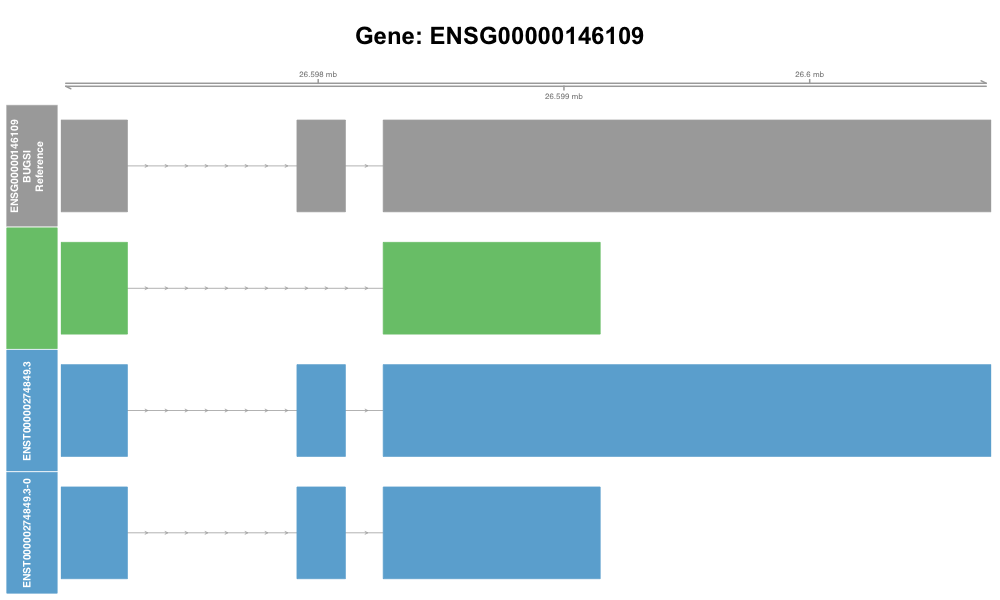 Gene: ENSG00000146109
26.598 mb
26.6 mb
26.599 mb
ENSG00000146109
BUGSI
Reference
ENST00000274849.3
ENST00000274849.3-0